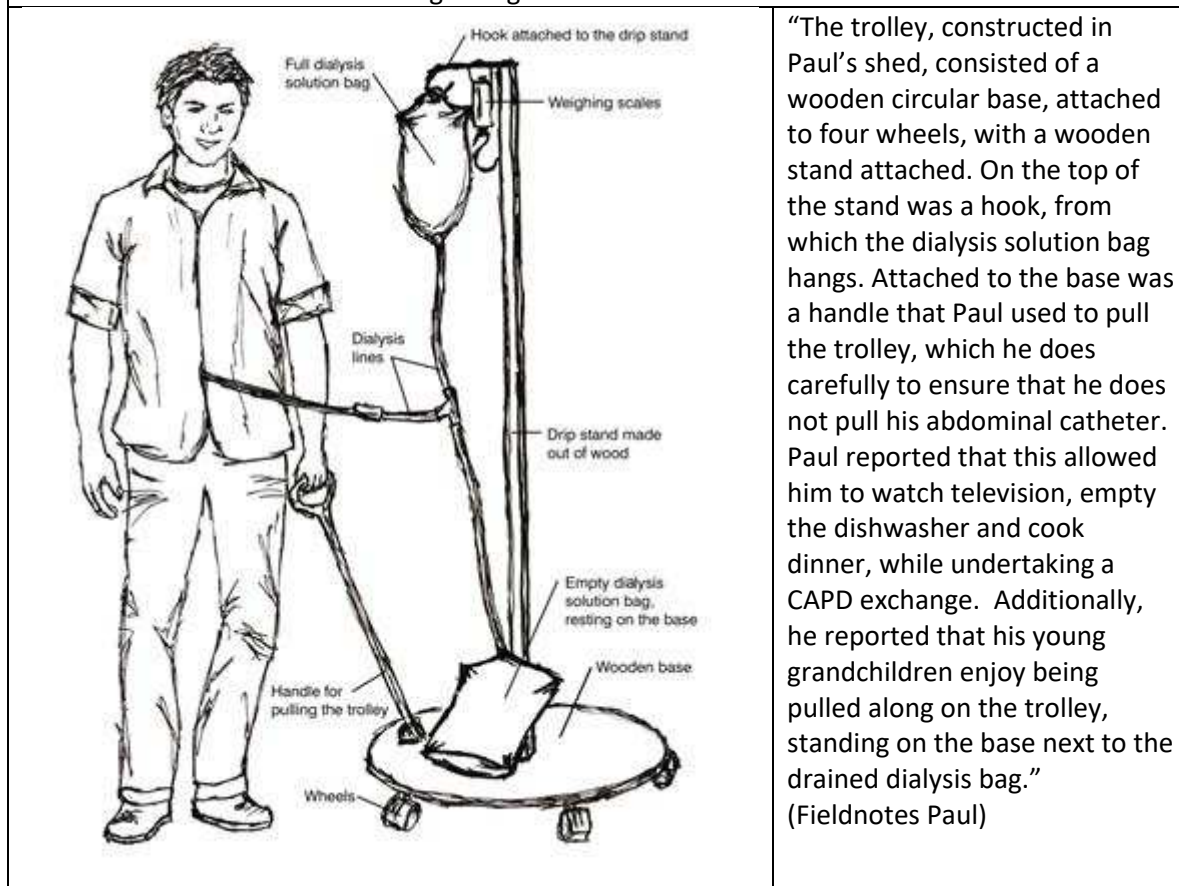 Hook attached to the drip stand
Full dialysis
solution bag
Weighing scales
Dialysis
lines
Drip stand made
out of wood
Empty dialysis
solution bag,
resting on the base
Wooden base
Handle for
pulling the trolley
Wheels
“The trolley, constructed in
Paul’s shed, consisted of a
wooden circular base, attached
to four wheels, with a wooden
stand attached. On the top of
the stand was a hook, from
which the dialysis solution bag
hangs. Attached to the base was
a handle that Paul used to pull
the trolley, which he does
carefully to ensure that he does
not pull his abdominal catheter.
Paul reported that this allowed
him to watch television, empty
the dishwasher and cook
dinner, while undertaking a
CAPD exchange.  Additionally,
he reported that his young
grandchildren enjoy being
pulled along on the trolley,
standing on the base next to the
drained dialysis bag.”
(Fieldnotes Paul)